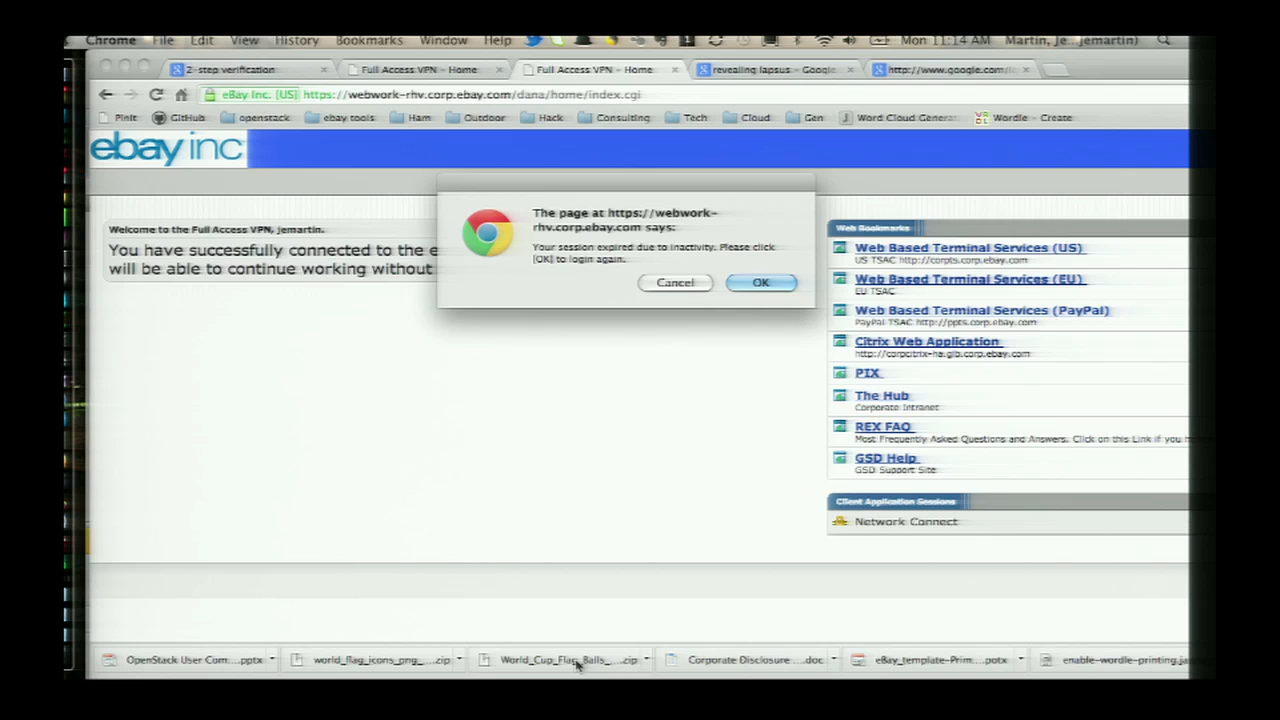 Chrome File Edit View History Bookmarks Window Help Mon 11:14 AM Martin, Je...jemartin)
2-step verification
Full Access VPN - Home
Full Access VPN - Home
revealing lapsus - Google
http://www.google.com/
eBay Inc. [US] https://webwork-rhv.corp.ebay.com/dana/home/index.cgi
PinIt GitHub openstack ebay tools Ham Outdoor Hack Consulting Tech Cloud Gen Word Cloud Genera Wordle - Create
ebay inc
The page at https://webwork-
rhv.corp.ebay.com says:
Your session expired due to inactivity. Please click
[OK] to login again.
Cancel OK
Welcome to the Full Access VPN, jemartin.
You have successfully connected to the e
will be able to continue working without
Web Bookmarks
Web Based Terminal Services (US)
US TSAC http://corpts.corp.ebay.com
Web Based Terminal Services (EU)
EU TSAC
Web Based Terminal Services (PayPal)
PayPal TSAC http://ppts.corp.ebay.com
Citrix Web Application
http://corpcitrix-ha.glb.corp.ebay.com
PIX
The Hub
Corporate Intranet
REX FAQ
Most Frequently Asked Questions and Answers. Click on this Link if you
GSD Help
GSD Support Site
Client Application Sessions
Network Connect
OpenStack User Com....pptx world_flag_icons_png_....zip World_Cup_Flag_Balls_....zip Corporate Disclosure ....doc eBay_template-Prim....potx enable-wordle-printing.ja